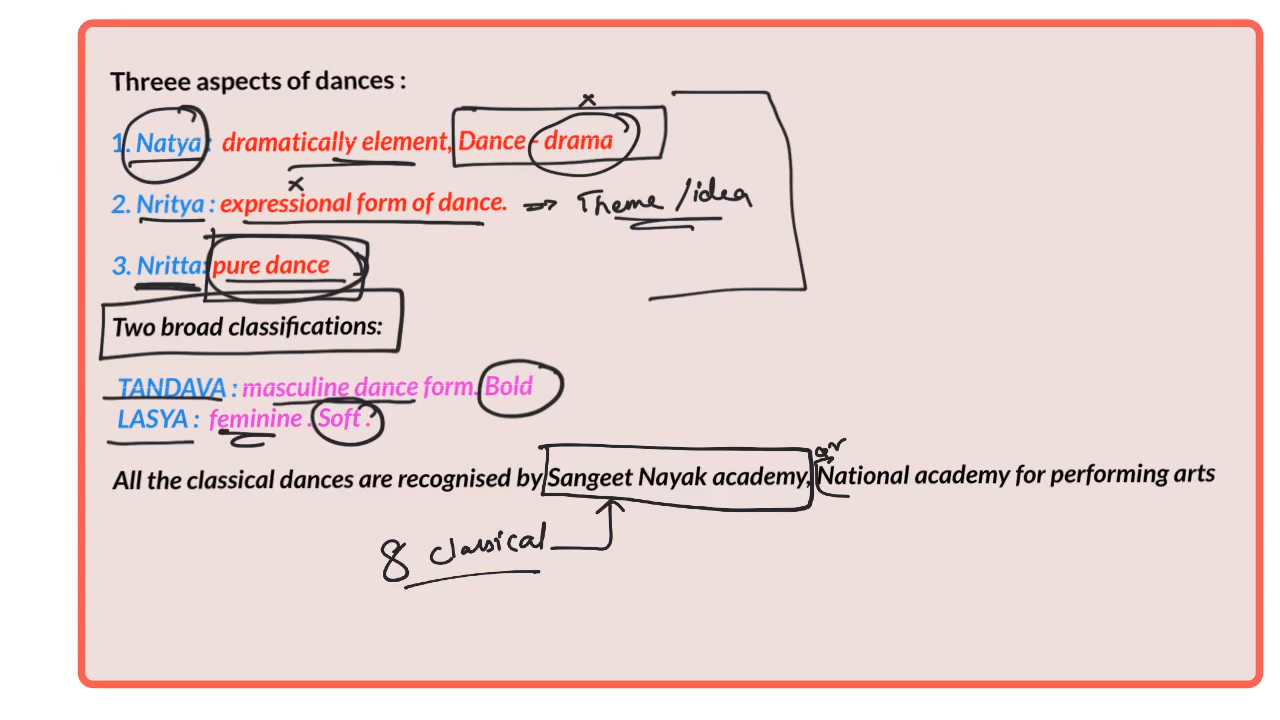 Threee aspects of dances :
1. Natya : dramatically element, Dance - drama
2. Nritya : expressional form of dance. => Theme / idea
3. Nritta: pure dance
Two broad classifications:
TANDAVA : masculine dance form. Bold
LASYA : feminine . Soft .
All the classical dances are recognised by Sangeet Nayak academy, National academy for performing arts
8 classical